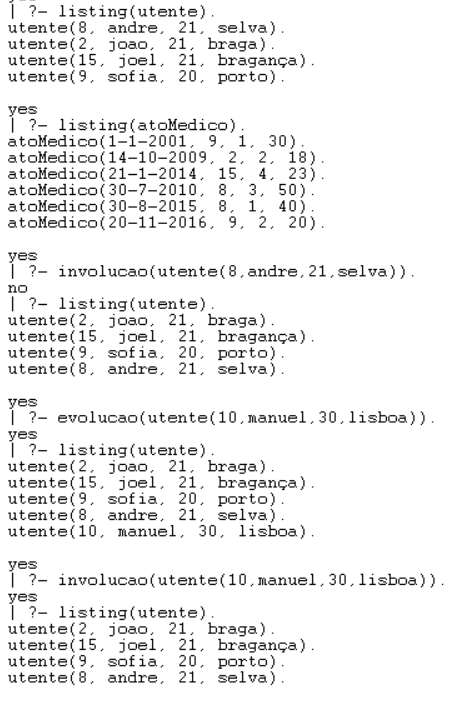 | ?- listing(utente).
utente(8, andre, 21, selva).
utente(2, joao, 21, braga).
utente(15, joel, 21, bragança).
utente(9, sofia, 20, porto).
yes
| ?- listing(atoMedico).
atoMedico(1-1-2001, 9, 1, 30).
atoMedico(14-10-2009, 2, 2, 18).
atoMedico(21-1-2014, 15, 4, 23).
atoMedico(30-7-2010, 8, 3, 50).
atoMedico(30-8-2015, 8, 1, 40).
atoMedico(20-11-2016, 9, 2, 20).
yes
| ?- involucao(utente(8,andre,21,selva)).
no
| ?- listing(utente).
utente(2, joao, 21, braga).
utente(15, joel, 21, bragança).
utente(9, sofia, 20, porto).
utente(8, andre, 21, selva).
yes
| ?- evolucao(utente(10,manuel,30,lisboa)).
yes
| ?- listing(utente).
utente(2, joao, 21, braga).
utente(15, joel, 21, bragança).
utente(9, sofia, 20, porto).
utente(8, andre, 21, selva).
utente(10, manuel, 30, lisboa).
yes
| ?- involucao(utente(10,manuel,30,lisboa)).
yes
| ?- listing(utente).
utente(2, joao, 21, braga).
utente(15, joel, 21, bragança).
utente(9, sofia, 20, porto).
utente(8, andre, 21, selva).